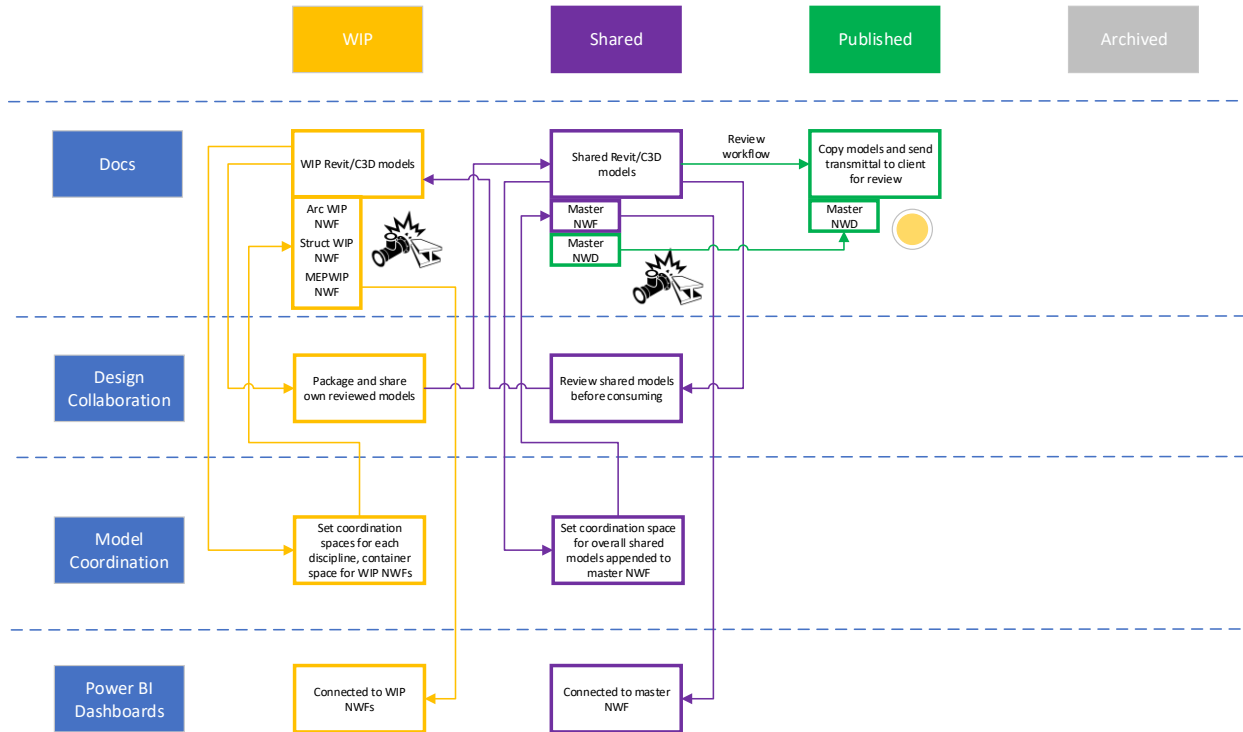 WIP
Shared
Published
Archived
Docs
WIP Revit/C3D models
Shared Revit/C3D
models
Review
workflow
Copy models and send
transmittal to client
for review
Arc WIP
NWF
Struct WIP
NWF
MEPWIP
NWF
Master
NWF
Master
NWD
Master
NWD
Design
Collaboration
Package and share
own reviewed models
Review shared models
before consuming
Model
Coordination
Set coordination
spaces for each
discipline, container
space for WIP NWFs
Set coordination space
for overall shared
models appended to
master NWF
Power BI
Dashboards
Connected to WIP
NWFs
Connected to master
NWF